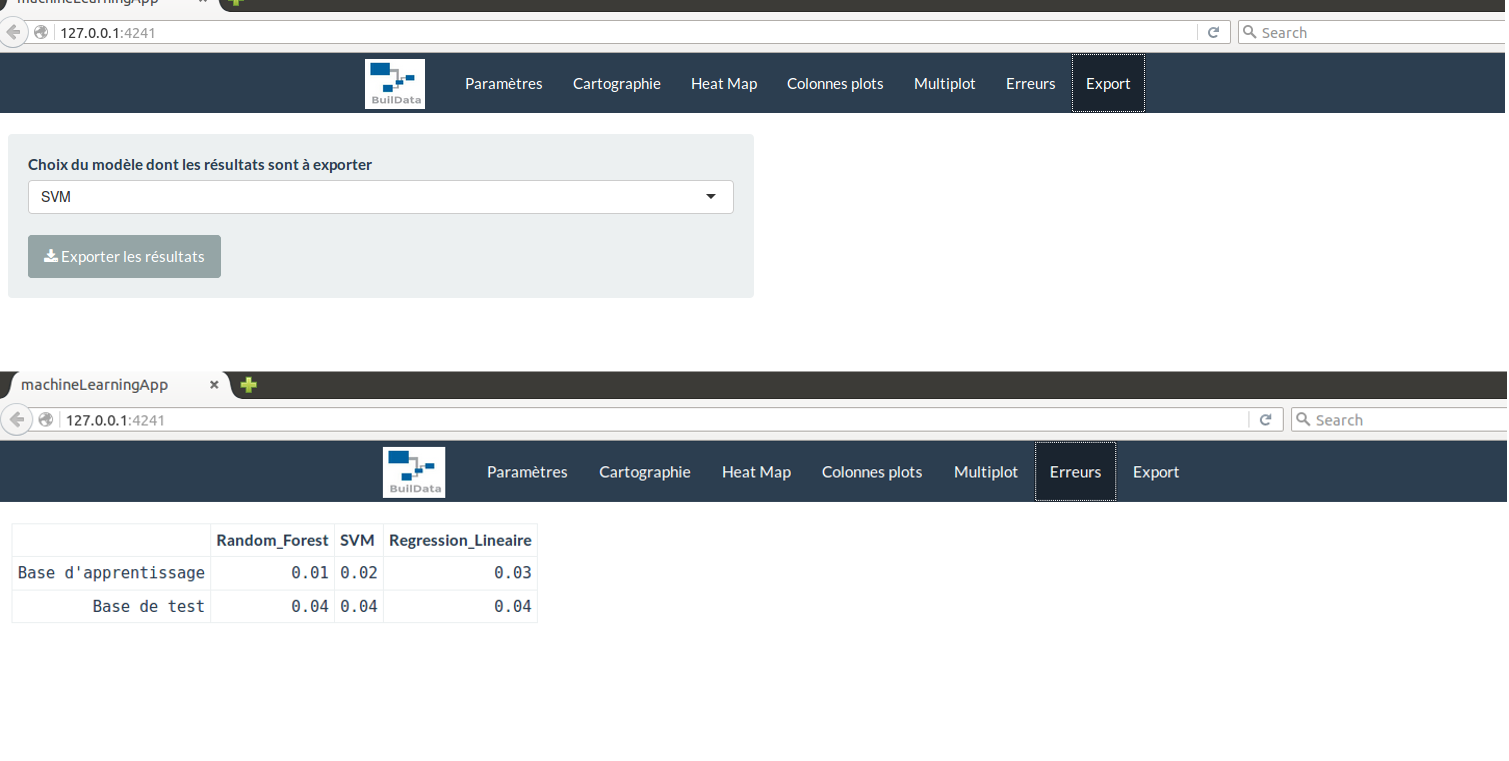 machineLearningApp
127.0.0.1:4241
Search
BuilData
Paramètres Cartographie Heat Map Colonnes plots Multiplot Erreurs Export
Choix du modèle dont les résultats sont à exporter
SVM
Exporter les résultats
machineLearningApp
127.0.0.1:4241
Search
BuilData
Paramètres Cartographie Heat Map Colonnes plots Multiplot Erreurs Export
Random_Forest SVM Regression_Lineaire
Base d'apprentissage 0.01 0.02 0.03
Base de test 0.04 0.04 0.04